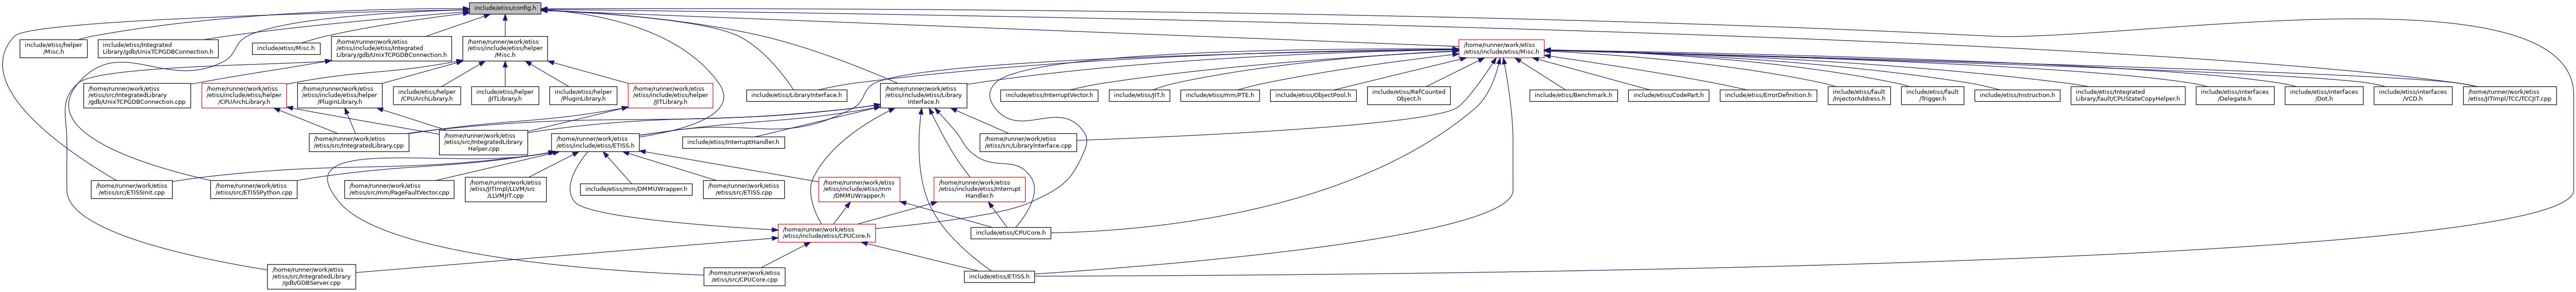 include/etiss/config.h
include/etiss/helper
/Misc.h
include/etiss/Integrated
Library/gdb/UnixTCPGDBConnection.h
include/etiss/Misc.h
/home/runner/work/etiss
/etiss/include/etiss/Integrated
Library/gdb/UnixTCPGDBConnection.h
/home/runner/work/etiss
/etiss/include/etiss/helper
/Misc.h
/home/runner/work/etiss
/etiss/include/etiss/Misc.h
/home/runner/work/etiss
/etiss/src/IntegratedLibrary
/gdb/UnixTCPGDBConnection.cpp
/home/runner/work/etiss
/etiss/include/etiss/helper
/CPUArchLibrary.h
/home/runner/work/etiss
/etiss/include/etiss/helper
/PluginLibrary.h
include/etiss/helper
/CPUArchLibrary.h
include/etiss/helper
/JITLibrary.h
include/etiss/helper
/PluginLibrary.h
/home/runner/work/etiss
/etiss/include/etiss/helper
/JITLibrary.h
include/etiss/LibraryInterface.h
/home/runner/work/etiss
/etiss/include/etiss/Library
Interface.h
include/etiss/InterruptVector.h
include/etiss/JIT.h
include/etiss/mm/PTE.h
include/etiss/ObjectPool.h
include/etiss/RefCounted
Object.h
include/etiss/Benchmark.h
include/etiss/CodePart.h
include/etiss/ErrorDefinition.h
include/etiss/fault
/InjectorAddress.h
include/etiss/fault
/Trigger.h
include/etiss/Instruction.h
include/etiss/Integrated
Library/fault/CPUStateCopyHelper.h
include/etiss/interfaces
/Delegate.h
include/etiss/interfaces
/Dot.h
include/etiss/interfaces
/VCD.h
/home/runner/work/etiss
/etiss/JITImpl/TCC/TCCJIT.cpp
/home/runner/work/etiss
/etiss/src/IntegratedLibrary.cpp
/home/runner/work/etiss
/etiss/src/IntegratedLibrary
Helper.cpp
/home/runner/work/etiss
/etiss/include/etiss/ETISS.h
include/etiss/InterruptHandler.h
/home/runner/work/etiss
/etiss/src/LibraryInterface.cpp
/home/runner/work/etiss
/etiss/src/ETISSInit.cpp
/home/runner/work/etiss
/etiss/src/ETISSPython.cpp
/home/runner/work/etiss
/etiss/src/mm/PageFaultVector.cpp
/home/runner/work/etiss
/etiss/JITImpl/LLVM/src
/LLVMJIT.cpp
include/etiss/mm/DMMUWrapper.h
/home/runner/work/etiss
/etiss/src/ETISS.cpp
/home/runner/work/etiss
/etiss/include/etiss/mm
/DMMUWrapper.h
/home/runner/work/etiss
/etiss/include/etiss/Interrupt
Handler.h
/home/runner/work/etiss
/etiss/include/etiss/CPUCore.h
include/etiss/CPUCore.h
/home/runner/work/etiss
/etiss/src/IntegratedLibrary
/gdb/GDBServer.cpp
/home/runner/work/etiss
/etiss/src/CPUCore.cpp
include/etiss/ETISS.h